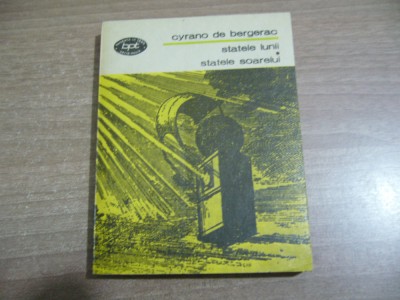 cyrano de bergerac
statele lunii
statele soarelui
bpt